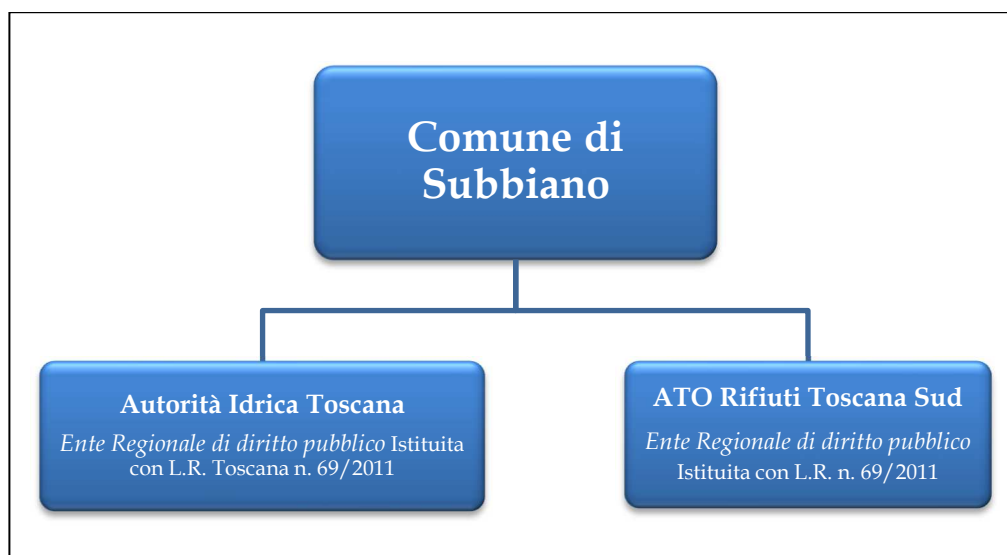 Comune di
Subbiano
Autorità Idrica Toscana
Ente Regionale di diritto pubblico Istituita
con L.R. Toscana n. 69/2011
ATO Rifiuti Toscana Sud
Ente Regionale di diritto pubblico
Istituita con L.R. n. 69/2011